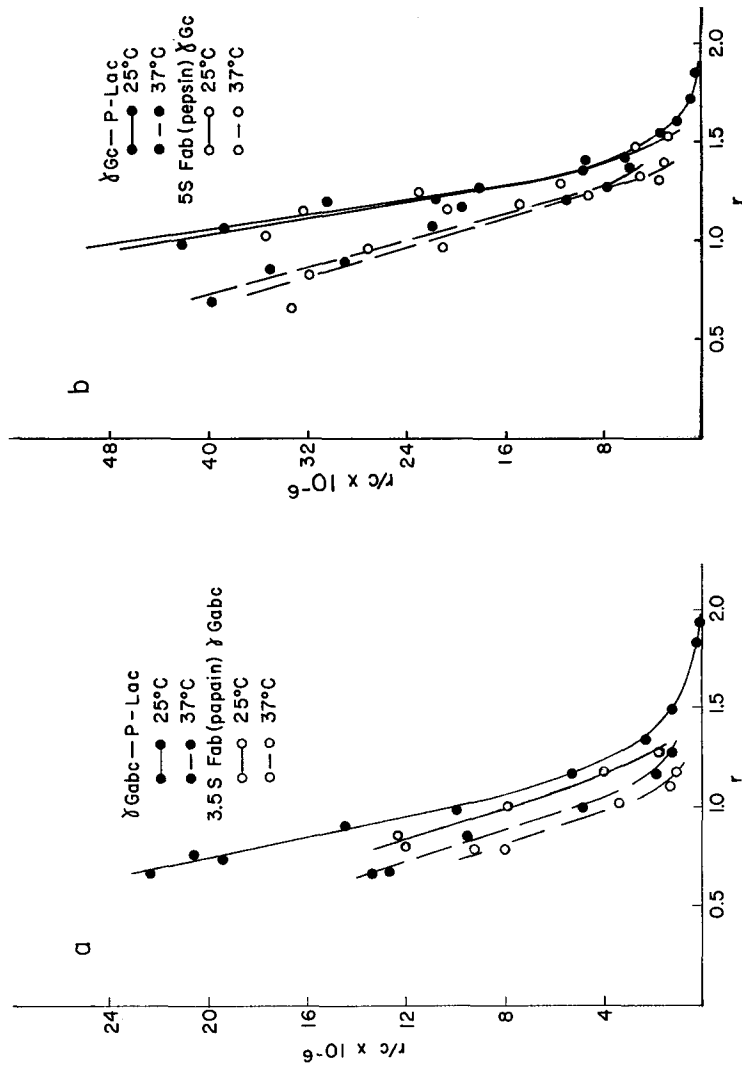 a
γGabc—P-Lac
25°C
37°C
3.5S Fab(papain) γGabc
25°C
37°C
r/c x 10⁻⁶
24
20
16
12
8
4
0.5
1.0
1.5
2.0
r
b
γGc—P-Lac
25°C
37°C
5S Fab(pepsin) γGc
25°C
37°C
r/c x 10⁻⁶
48
40
32
24
16
8
0.5
1.0
1.5
2.0
r